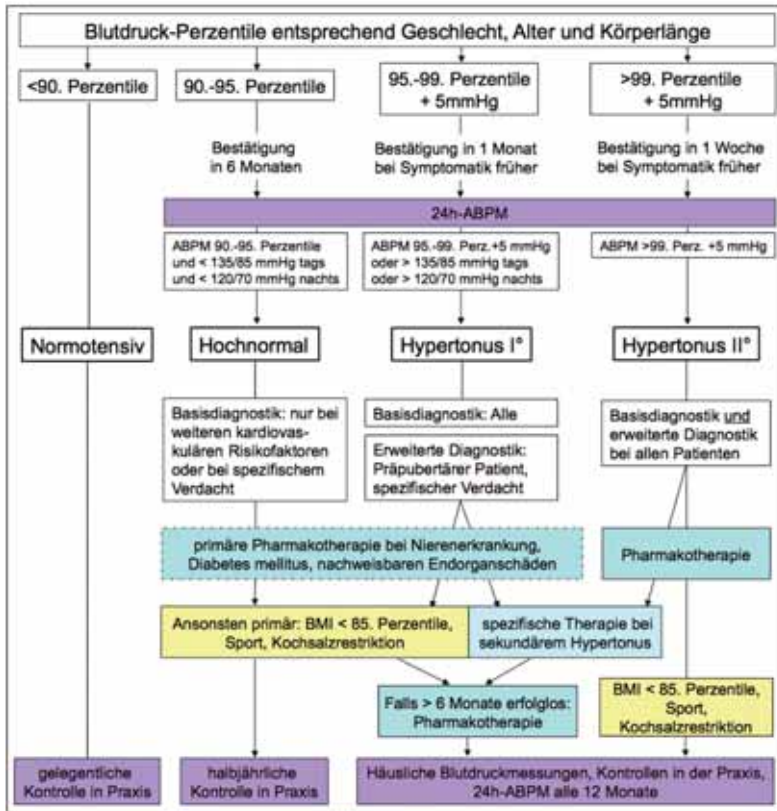 Blutdruck-Perzentile entsprechend Geschlecht, Alter und Körperlänge
<90. Perzentile
90.-95. Perzentile
95.-99. Perzentile
+ 5mmHg
>99. Perzentile
+ 5mmHg
Bestätigung
in 6 Monaten
Bestätigung in 1 Monat
bei Symptomatik früher
Bestätigung in 1 Woche
bei Symptomatik früher
24h-ABPM
ABPM 90.-95. Perzentile
und < 135/85 mmHg tags
und < 120/70 mmHg nachts
ABPM 95.-99. Perz.+5 mmHg
oder > 135/85 mmHg tags
oder > 120/70 mmHg nachts
ABPM >99. Perz. +5 mmHg
Normotensiv
Hochnormal
Hypertonus I°
Hypertonus II°
Basisdiagnostik: nur bei
weiteren kardiovas-
kulären Risikofaktoren
oder bei spezifischem
Verdacht
Basisdiagnostik: Alle
Erweiterte Diagnostik:
Präpubertärer Patient,
spezifischer Verdacht
Basisdiagnostik und
erweiterte Diagnostik
bei allen Patienten
primäre Pharmakotherapie bei Nierenerkrankung,
Diabetes mellitus, nachweisbaren Endorganschäden
Pharmakotherapie
Ansonsten primär: BMI < 85. Perzentile,
Sport, Kochsalzrestriktion
spezifische Therapie bei
sekundärem Hypertonus
Falls > 6 Monate erfolglos:
Pharmakotherapie
BMI < 85. Perzentile,
Sport,
Kochsalzrestriktion
gelegentliche
Kontrolle in Praxis
halbjährliche
Kontrolle in Praxis
Häusliche Blutdruckmessungen, Kontrollen in der Praxis,
24h-ABPM alle 12 Monate